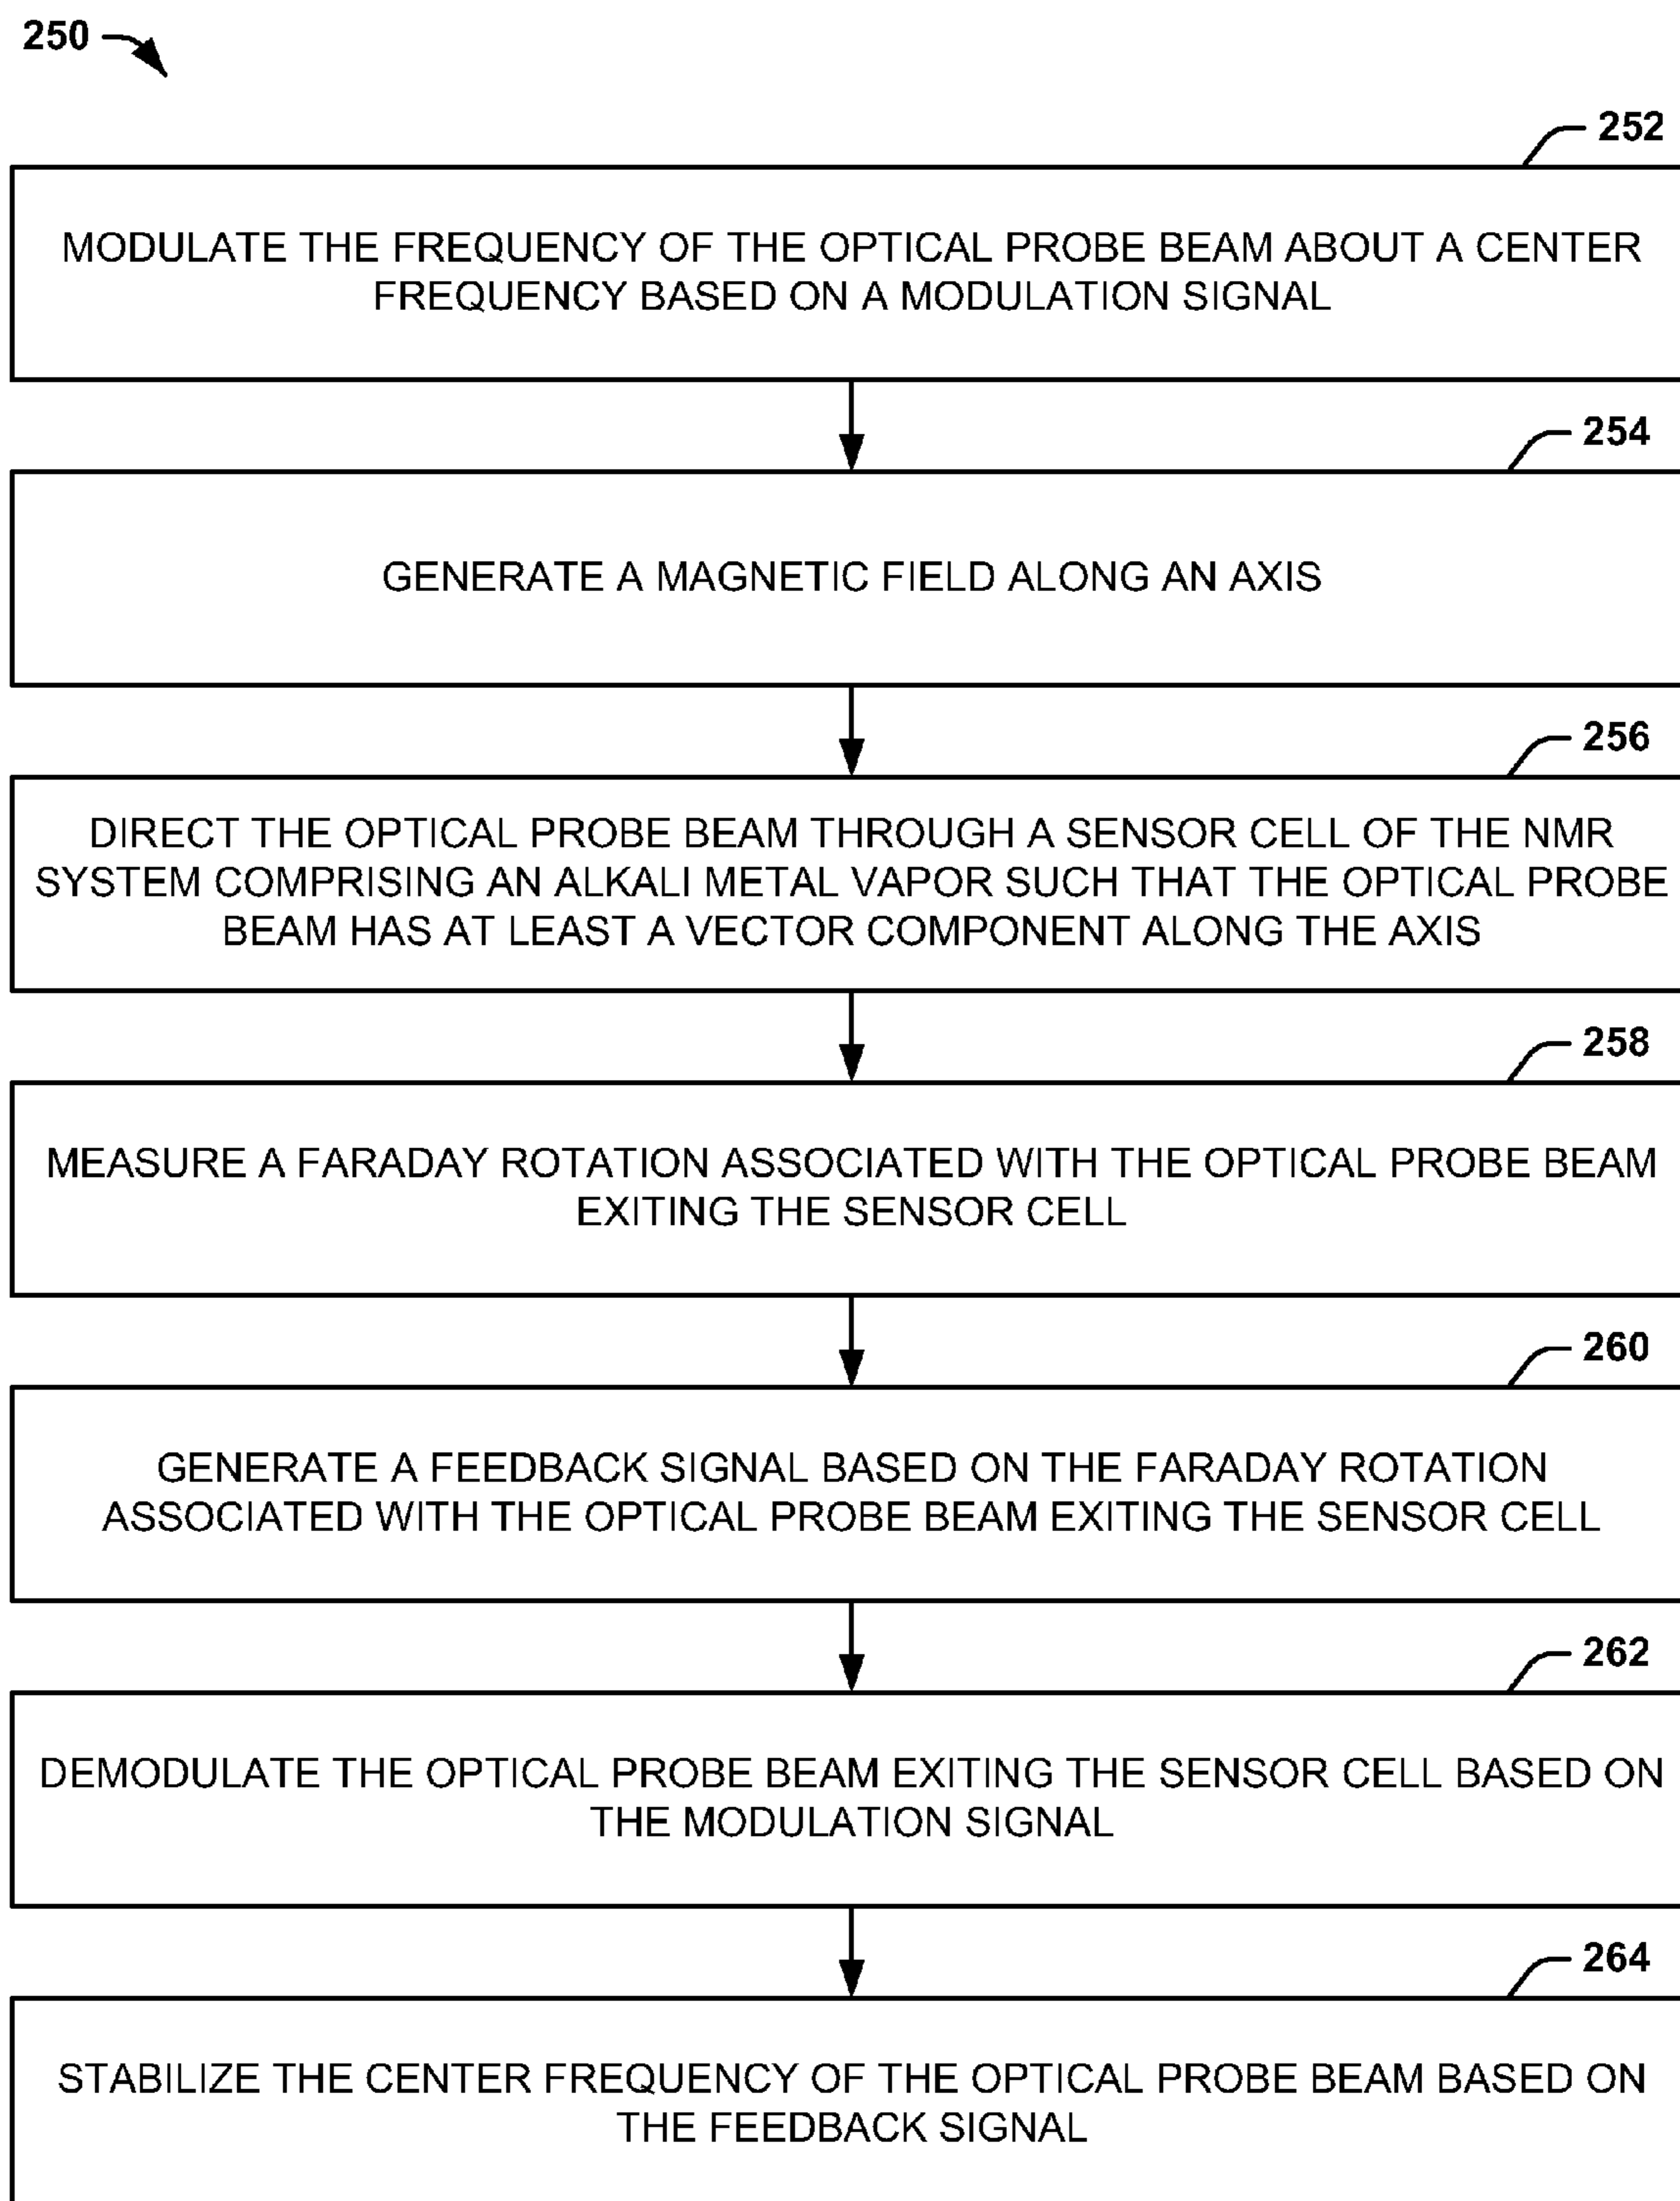 250
252
MODULATE THE FREQUENCY OF THE OPTICAL PROBE BEAM ABOUT A CENTER
FREQUENCY BASED ON A MODULATION SIGNAL
254
GENERATE A MAGNETIC FIELD ALONG AN AXIS
256
DIRECT THE OPTICAL PROBE BEAM THROUGH A SENSOR CELL OF THE NMR
SYSTEM COMPRISING AN ALKALI METAL VAPOR SUCH THAT THE OPTICAL PROBE
BEAM HAS AT LEAST A VECTOR COMPONENT ALONG THE AXIS
258
MEASURE A FARADAY ROTATION ASSOCIATED WITH THE OPTICAL PROBE BEAM
EXITING THE SENSOR CELL
260
GENERATE A FEEDBACK SIGNAL BASED ON THE FARADAY ROTATION
ASSOCIATED WITH THE OPTICAL PROBE BEAM EXITING THE SENSOR CELL
262
DEMODULATE THE OPTICAL PROBE BEAM EXITING THE SENSOR CELL BASED ON
THE MODULATION SIGNAL
264
STABILIZE THE CENTER FREQUENCY OF THE OPTICAL PROBE BEAM BASED ON
THE FEEDBACK SIGNAL